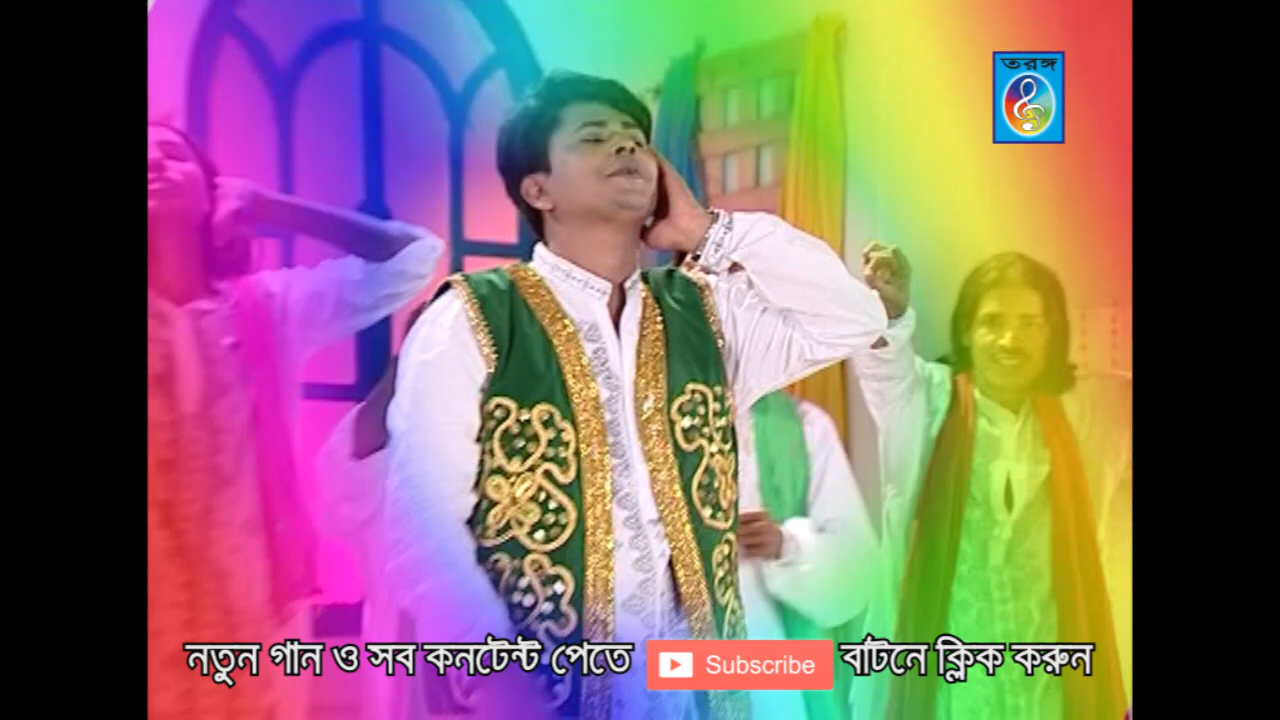 তরঙ্গ
নতুন গান ও সব কনটেন্ট পেতে Subscribe বাটনে ক্লিক করুন